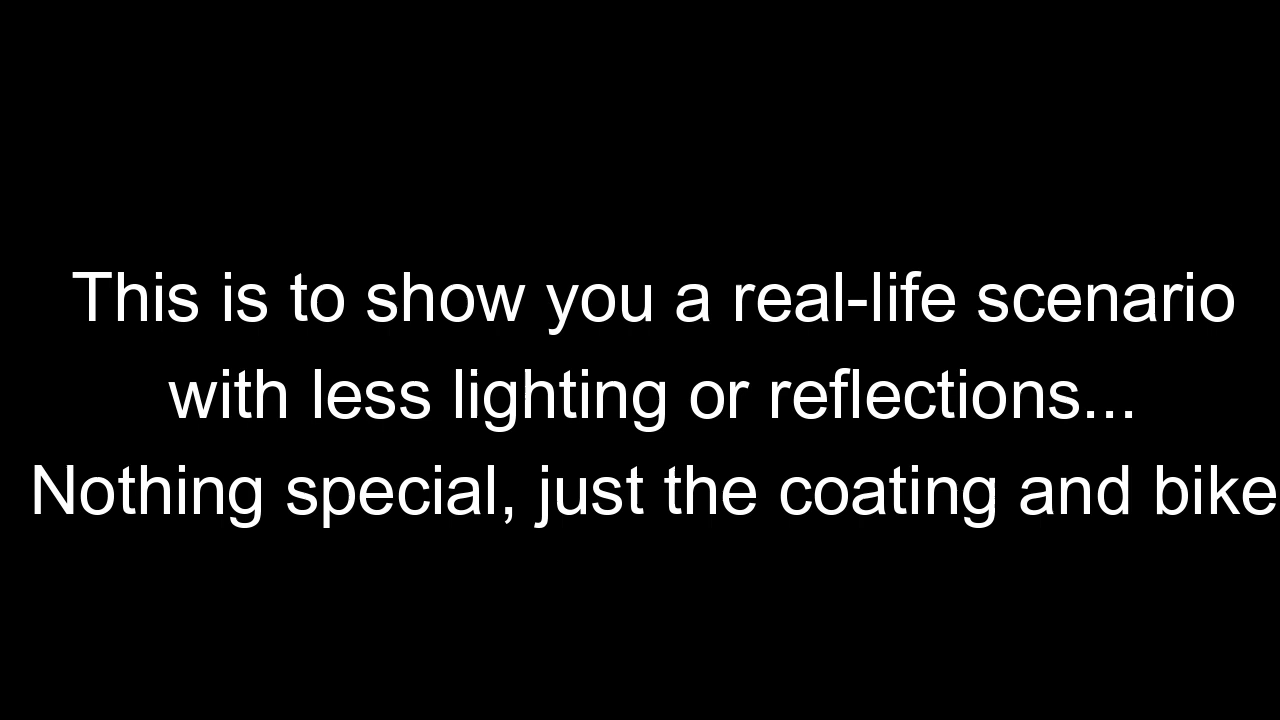 This is to show you a real-life scenario
with less lighting or reflections...
Nothing special, just the coating and bike